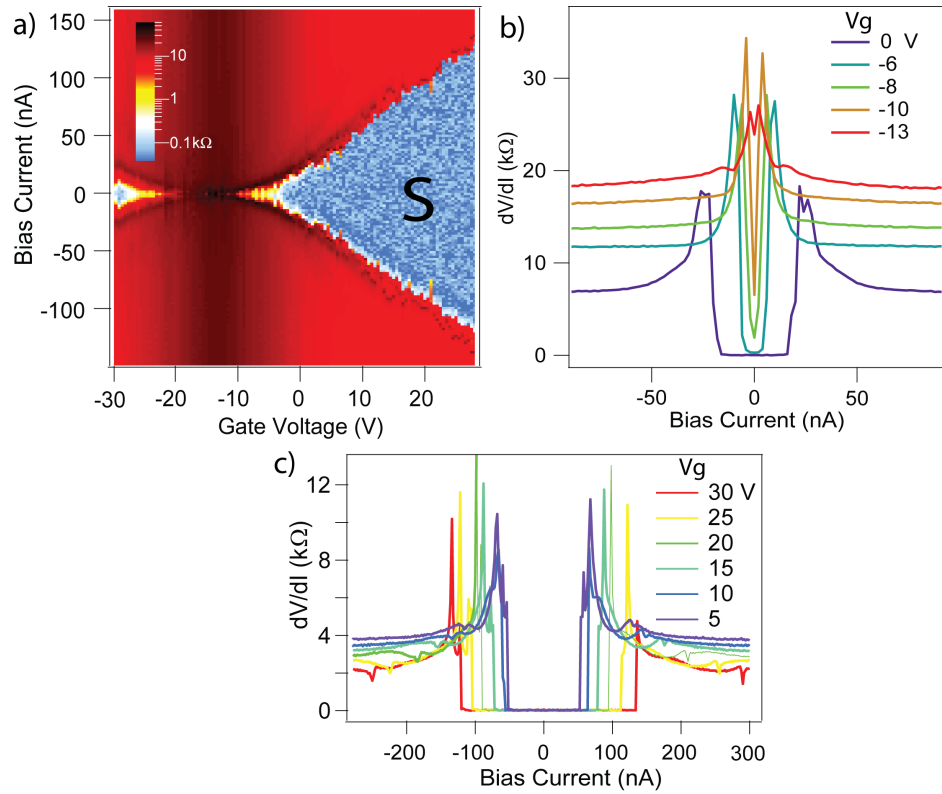 a)
150
100
50
0
-50
-100
Bias Current (nA)
10
1
0.1kΩ
S
-30 -20 -10 0 10 20
Gate Voltage (V)
b)
Vg
0 V
-6
-8
-10
-13
30
20
10
0
dV/dI (kΩ)
-50 0 50
Bias Current (nA)
c)
Vg
30 V
25
20
15
10
5
12
8
4
0
dV/dI (kΩ)
-200 -100 0 100 200 300
Bias Current (nA)